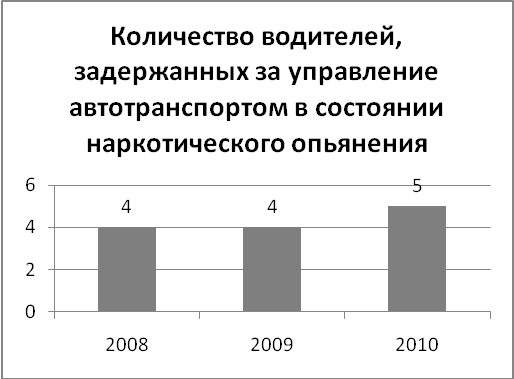 Количество водителей,
задержанных за управление
автотранспортом в состоянии
наркотического опьянения
6
4
2
0
4
4
5
2008
2009
2010